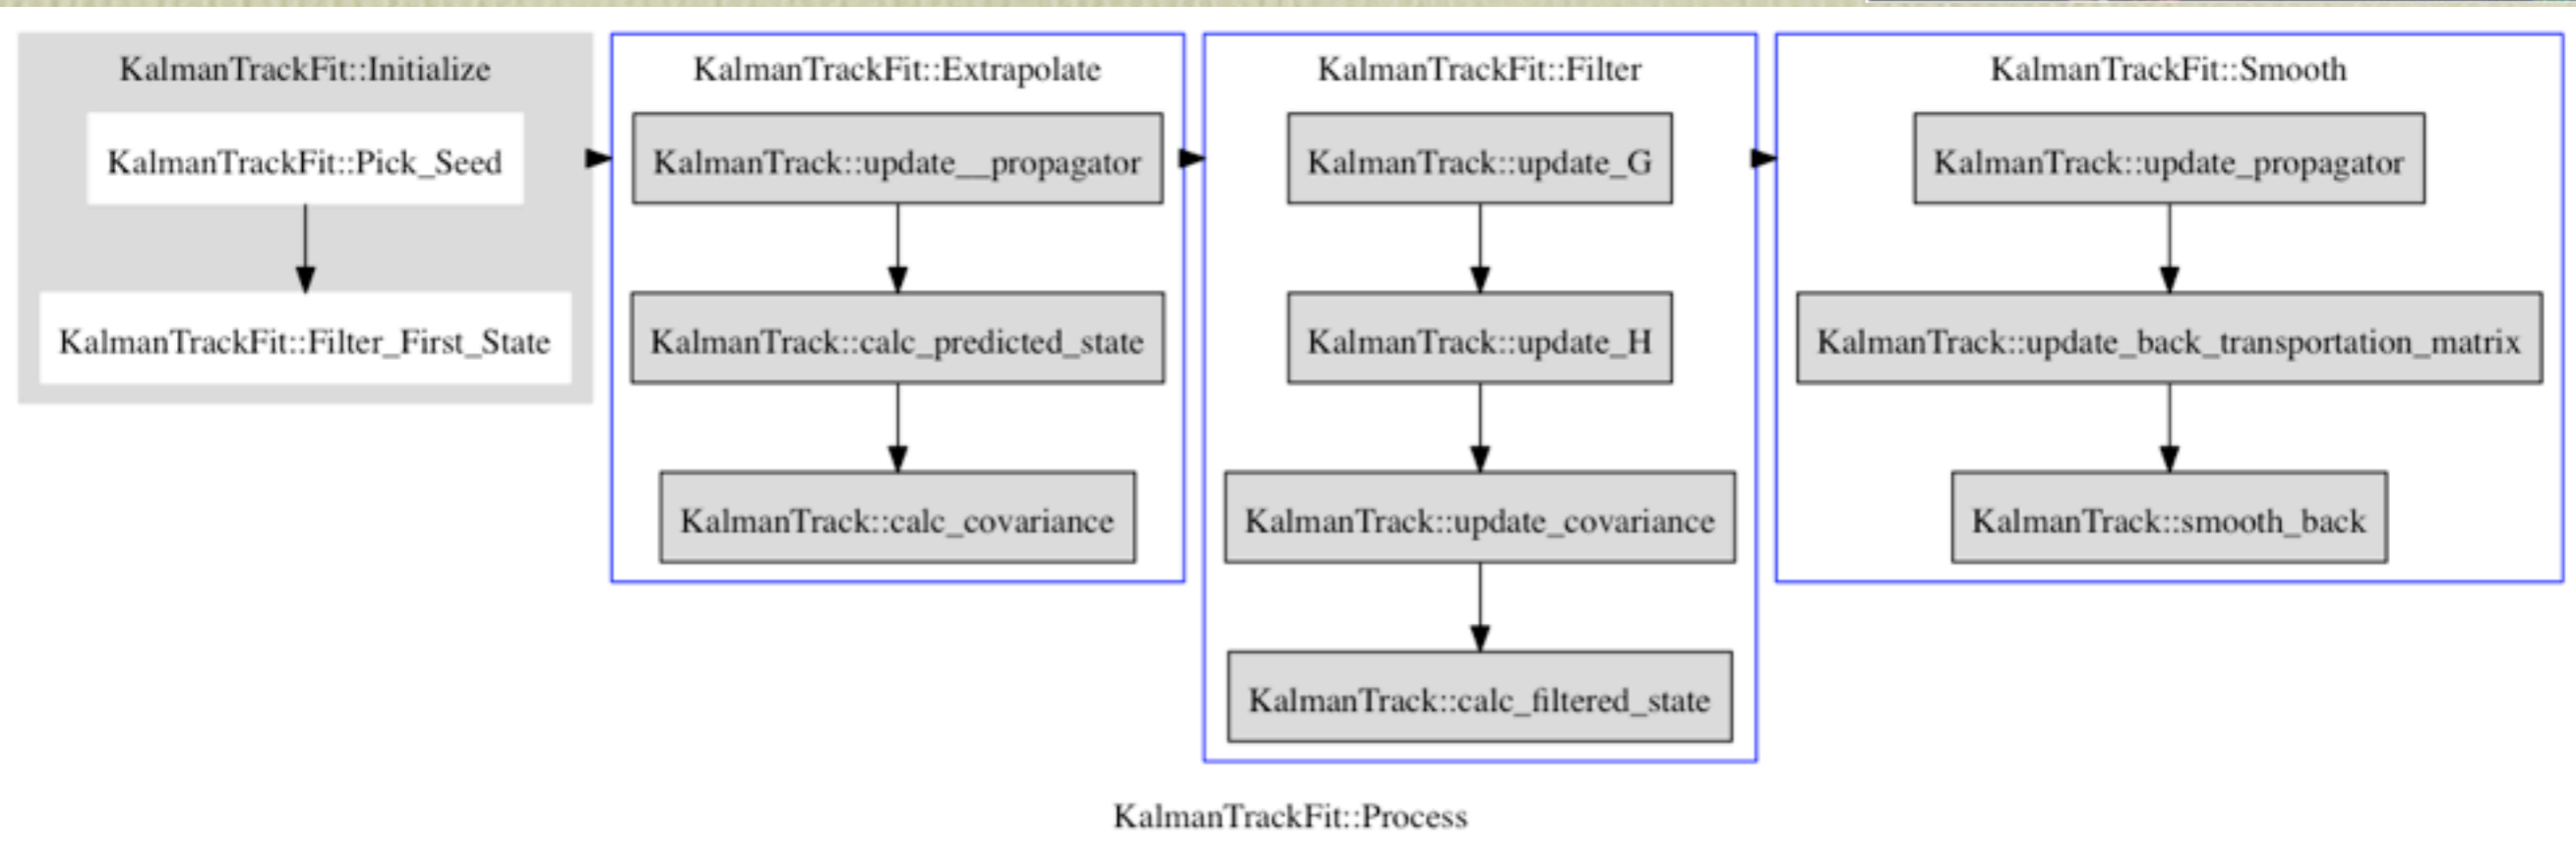 KalmanTrackFit::Initialize
KalmanTrackFit::Pick_Seed
KalmanTrackFit::Filter_First_State
KalmanTrackFit::Extrapolate
KalmanTrack::update__propagator
KalmanTrack::calc_predicted_state
KalmanTrack::calc_covariance
KalmanTrackFit::Filter
KalmanTrack::update_G
KalmanTrack::update_H
KalmanTrack::update_covariance
KalmanTrack::calc_filtered_state
KalmanTrackFit::Smooth
KalmanTrack::update_propagator
KalmanTrack::update_back_transportation_matrix
KalmanTrack::smooth_back
KalmanTrackFit::Process